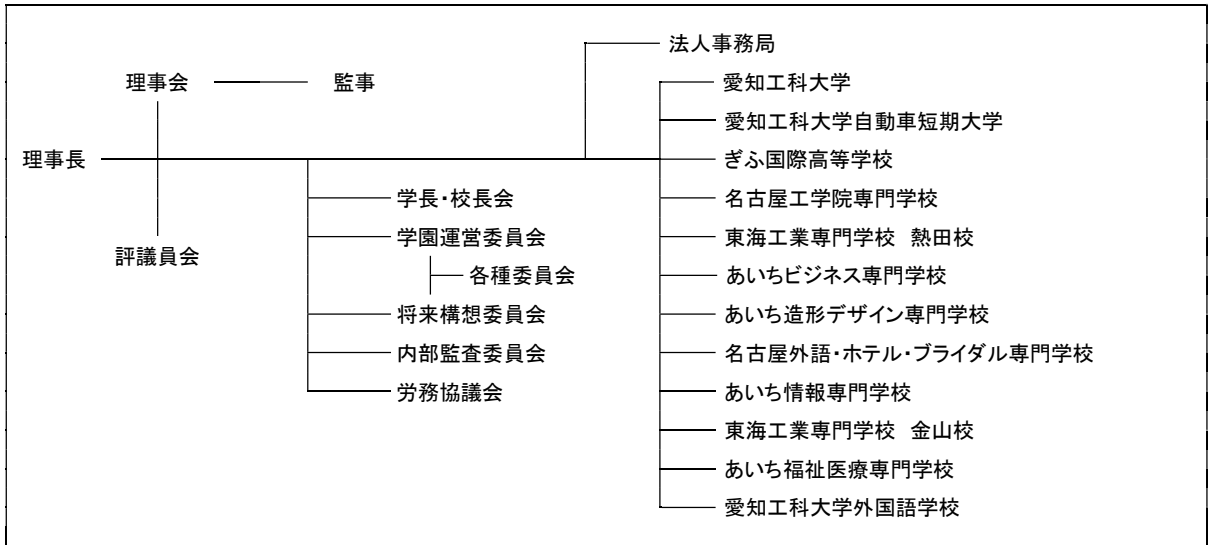 法人事務局
理事会
監事
愛知工科大学
愛知工科大学自動車短期大学
理事長
ぎふ国際高等学校
学長・校長会
名古屋工学院専門学校
評議員会
学園運営委員会
東海工業専門学校 熱田校
各種委員会
あいちビジネス専門学校
将来構想委員会
あいち造形デザイン専門学校
内部監査委員会
名古屋外語・ホテル・ブライダル専門学校
労務協議会
あいち情報専門学校
東海工業専門学校 金山校
あいち福祉医療専門学校
愛知工科大学外国語学校